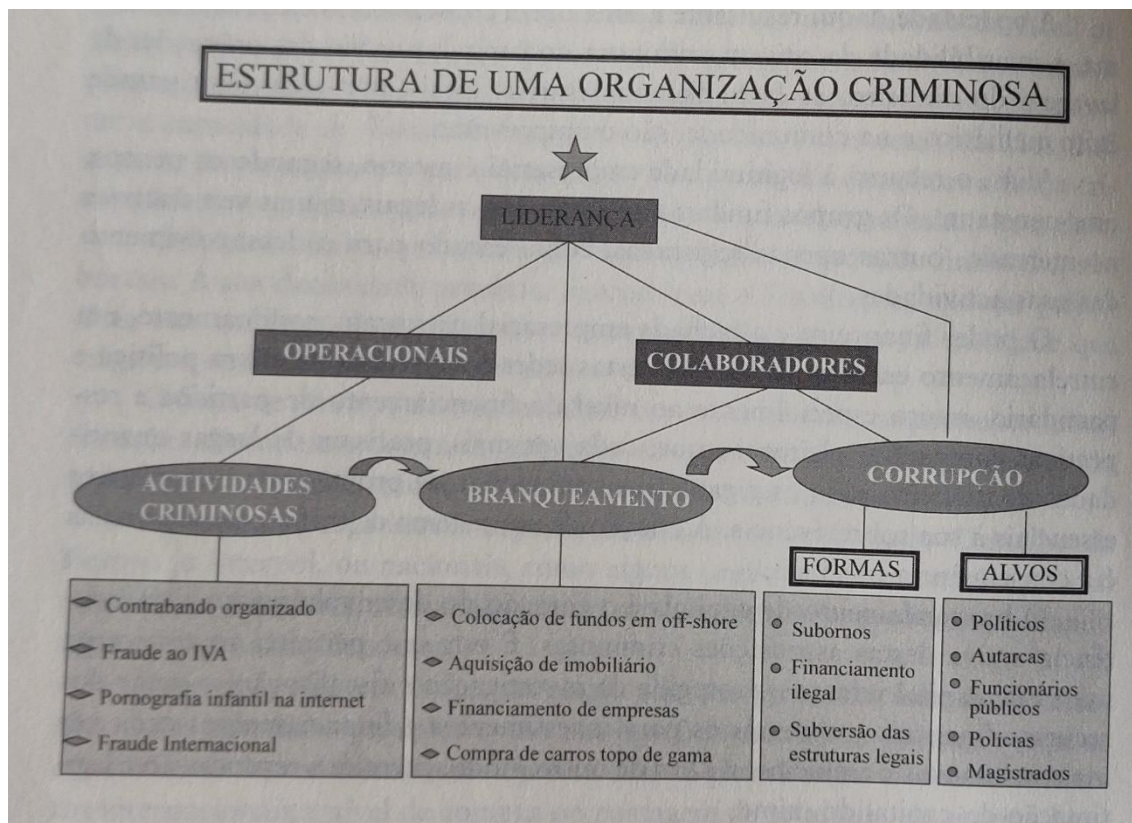 ESTRUTURA DE UMA ORGANIZAÇÃO CRIMINOSA
LIDERANÇA
OPERACIONAIS
COLABORADORES
ACTIVIDADES
CRIMINOSAS
BRANQUEAMENTO
CORRUPÇÃO
FORMAS
ALVOS
Contrabando organizado
Fraude ao IVA
Pornografia infantil na internet
Fraude Internacional
Colocação de fundos em off-shore
Aquisição de imobiliário
Financiamento de empresas
Compra de carros topo de gama
Subornos
Financiamento
ilegal
Subversão das
estruturas legais
Políticos
Autarcas
Funcionários
públicos
Polícias
Magistrados